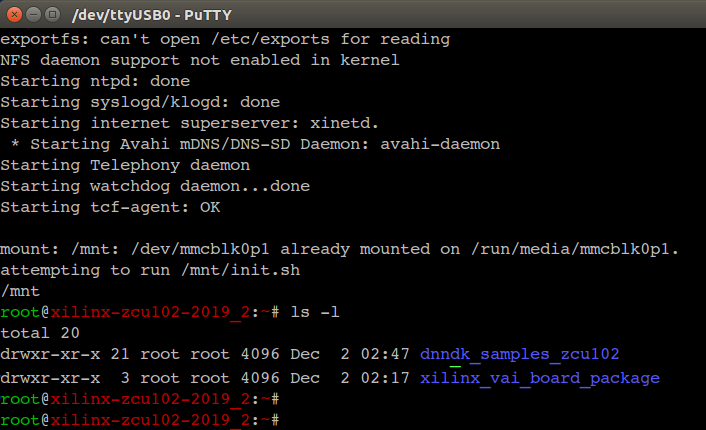 /dev/ttyUSB0 - PuTTY
exportfs: can't open /etc/exports for reading
NFS daemon support not enabled in kernel
Starting ntpd: done
Starting syslogd/klogd: done
Starting internet superserver: xinetd.
 * Starting Avahi mDNS/DNS-SD Daemon: avahi-daemon
Starting Telephony daemon
Starting watchdog daemon...done
Starting tcf-agent: OK
mount: /mnt: /dev/mmcblk0p1 already mounted on /run/media/mmcblk0p1.
attempting to run /mnt/init.sh
/mnt
root@xilinx-zcu102-2019_2:~# ls -l
total 20
drwxr-xr-x 21 root root 4096 Dec  2 02:47 dnndk_samples_zcu102
drwxr-xr-x  3 root root 4096 Dec  2 02:17 xilinx_vai_board_package
root@xilinx-zcu102-2019_2:~#
root@xilinx-zcu102-2019_2:~#